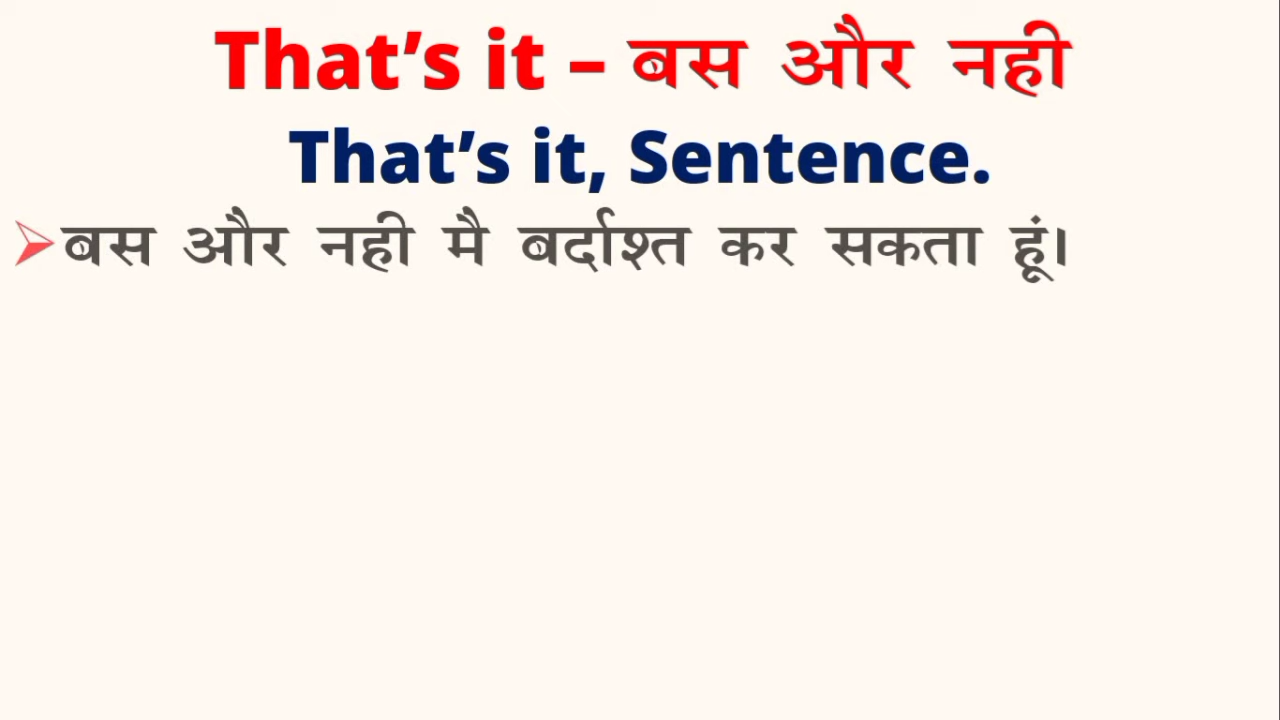 That’s it – बस और नही
That’s it, Sentence.
बस और नही मै बर्दाश्त कर सकता हूं।